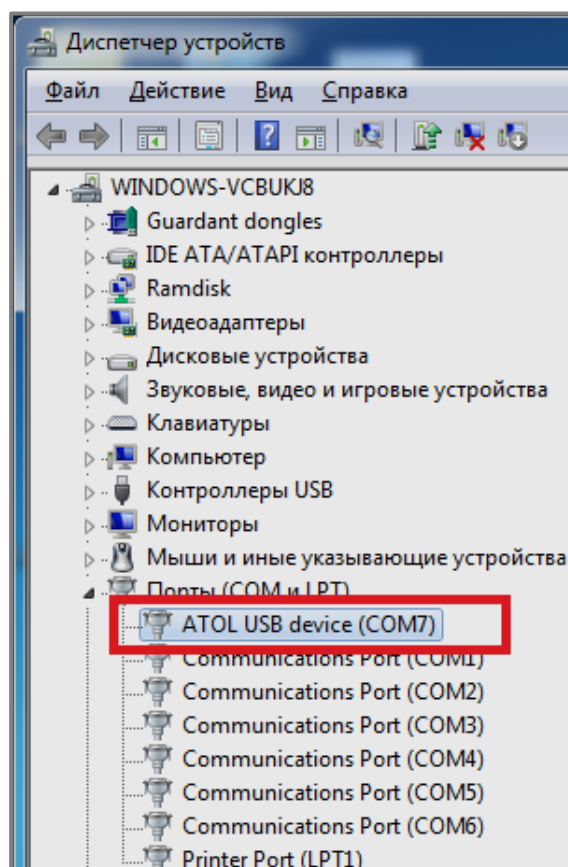 Диспетчер устройств
Файл Действие Вид Справка
WINDOWS-VCBUKJ8
Guardant dongles
IDE ATA/ATAPI контроллеры
Ramdisk
Видеоадаптеры
Дисковые устройства
Звуковые, видео и игровые устройства
Клавиатуры
Компьютер
Контроллеры USB
Мониторы
Мыши и иные указывающие устройства
Порты (COM и LPT)
ATOL USB device (COM7)
Communications Port (COM1)
Communications Port (COM2)
Communications Port (COM3)
Communications Port (COM4)
Communications Port (COM5)
Communications Port (COM6)
Printer Port (LPT1)